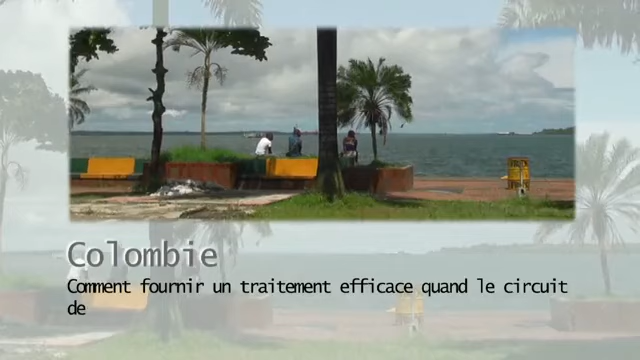 Colombie
Comment fournir un traitement efficace quand le circuit
de